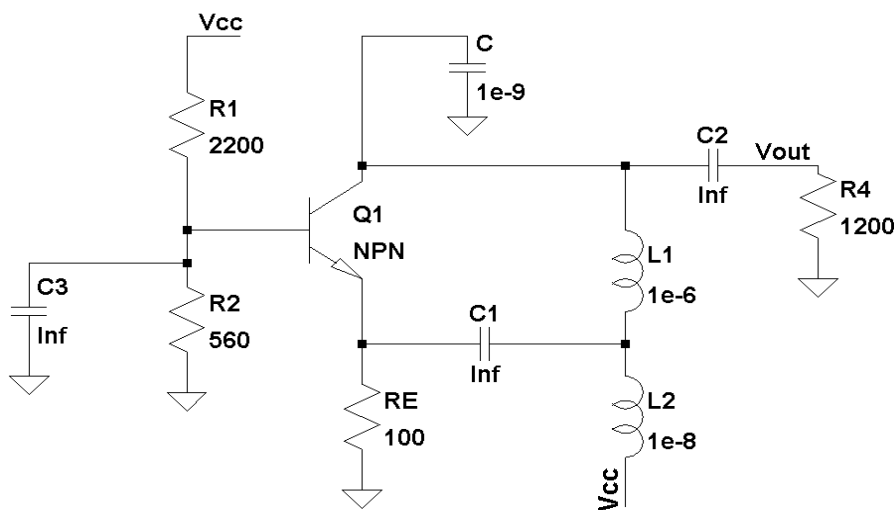 Vcc
C
1e-9
R1
2200
C2
Inf
Vout
R4
1200
Q1
NPN
L1
1e-6
C3
Inf
R2
560
C1
Inf
RE
100
L2
1e-8
Vcc